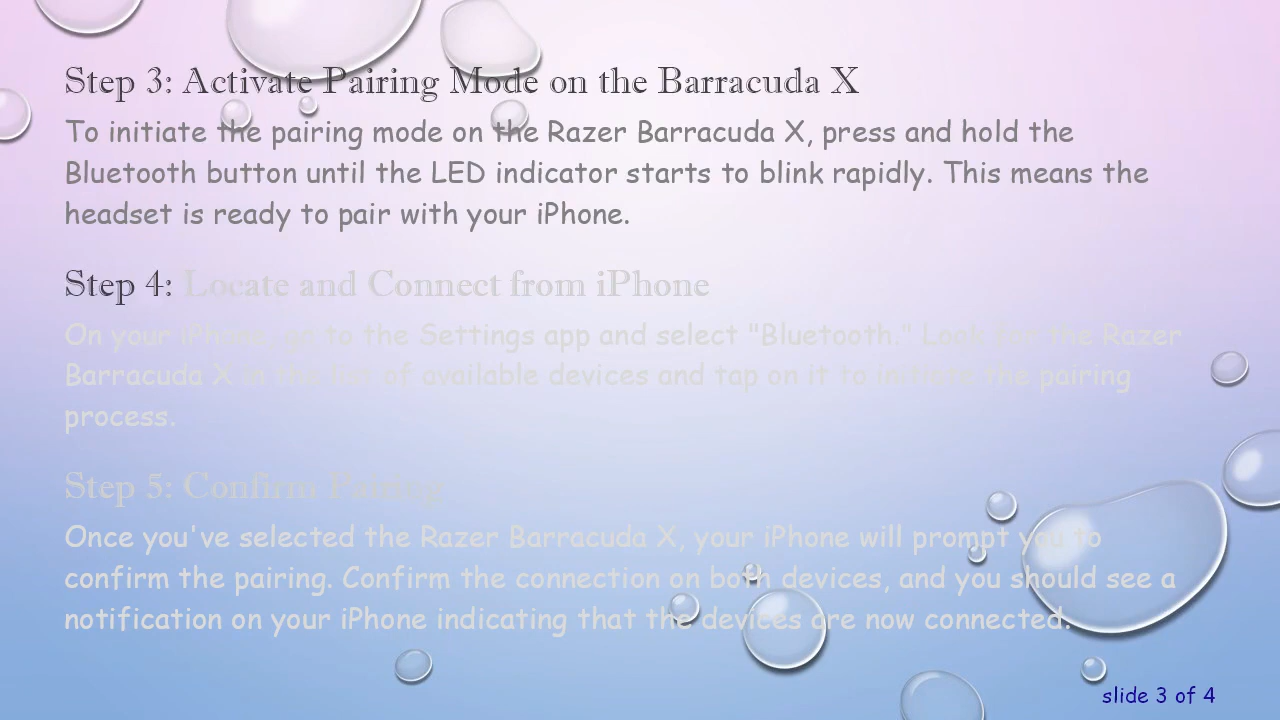 Step 3: Activate Pairing Mode on the Barracuda X
To initiate the pairing mode on the Razer Barracuda X, press and hold the
Bluetooth button until the LED indicator starts to blink rapidly. This means the
headset is ready to pair with your iPhone.
Step 4: Locate and Connect from iPhone
On your iPhone, go to the Settings app and select "Bluetooth." Look for the Razer
Barracuda X in the list of available devices and tap on it to initiate the pairing
process.
Step 5: Confirm Pairing
Once you've selected the Razer Barracuda X, your iPhone will prompt you to
confirm the pairing. Confirm the connection on both devices, and you should see a
notification on your iPhone indicating that the devices are now connected.
slide 3 of 4